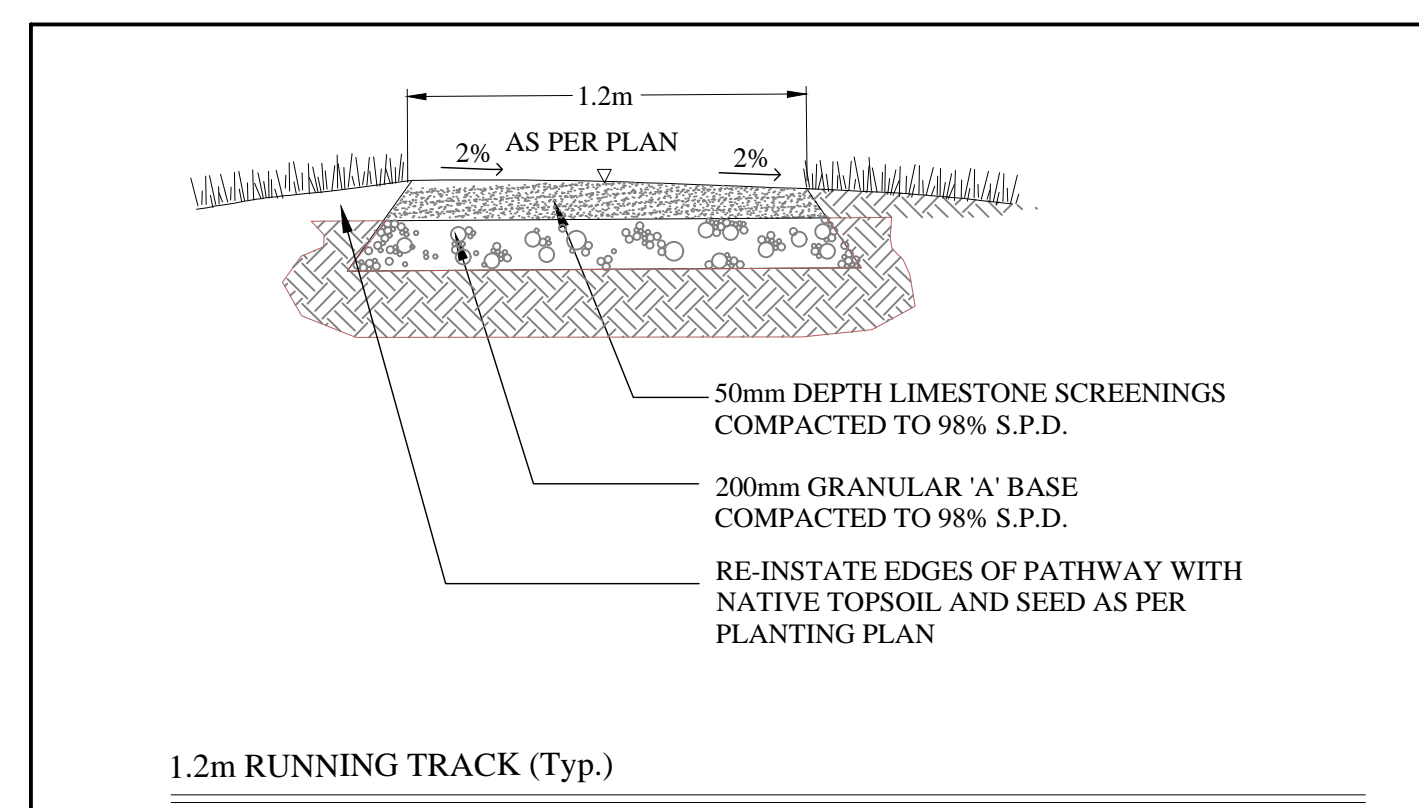 1.2m
AS PER PLAN
2%
2%
50mm DEPTH LIMESTONE SCREENINGS
COMPACTED TO 98% S.P.D.
200mm GRANULAR 'A' BASE
COMPACTED TO 98% S.P.D.
RE-INSTATE EDGES OF PATHWAY WITH
NATIVE TOPSOIL AND SEED AS PER
PLANTING PLAN
1.2m RUNNING TRACK (Typ.)